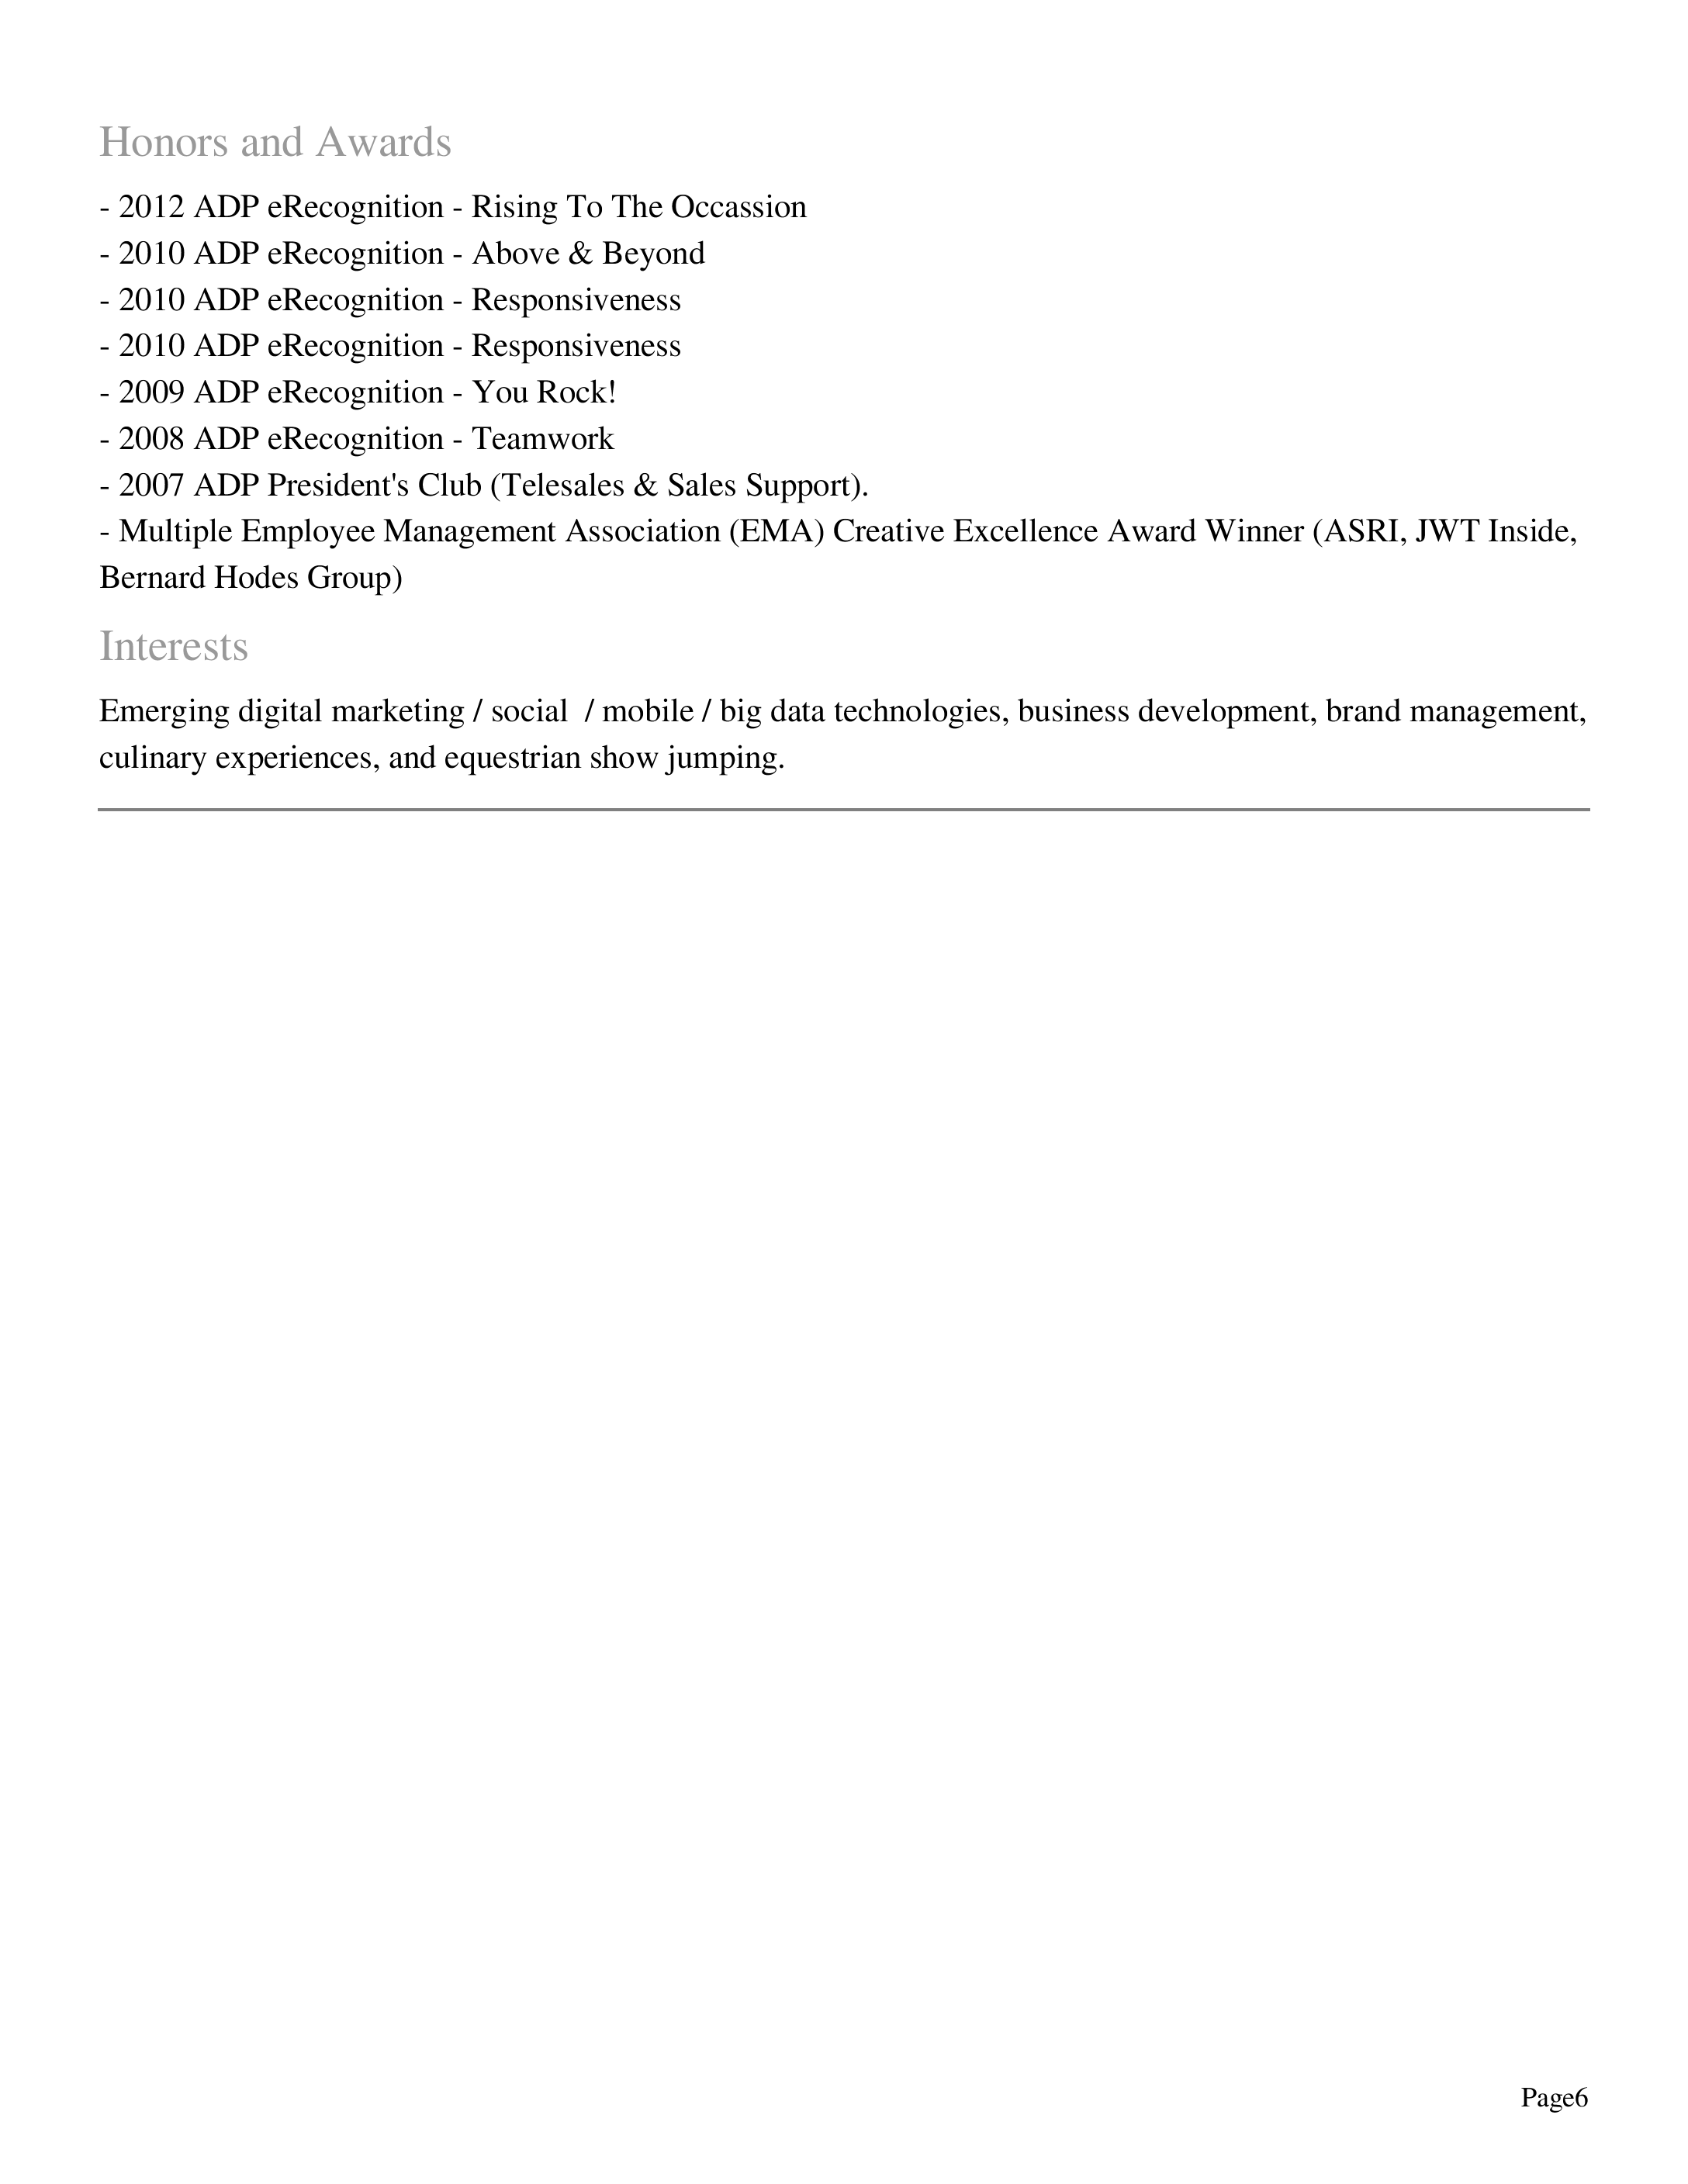 Honors and Awards
- 2012 ADP eRecognition - Rising To The Occassion
- 2010 ADP eRecognition - Above & Beyond
- 2010 ADP eRecognition - Responsiveness
- 2010 ADP eRecognition - Responsiveness
- 2009 ADP eRecognition - You Rock!
- 2008 ADP eRecognition - Teamwork
- 2007 ADP President's Club (Telesales & Sales Support).
- Multiple Employee Management Association (EMA) Creative Excellence Award Winner (ASRI, JWT Inside,
Bernard Hodes Group)
Interests
Emerging digital marketing / social  / mobile / big data technologies, business development, brand management,
culinary experiences, and equestrian show jumping.
Page6